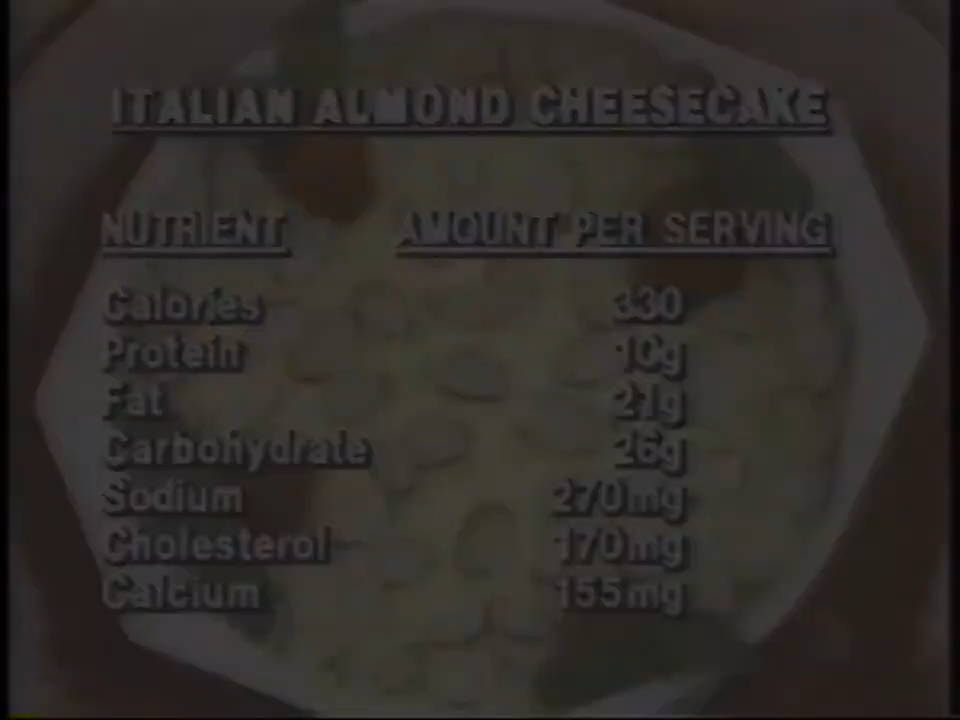 ITALIAN ALMOND CHEESECAKE
NUTRIENT AMOUNT PER SERVING
Calories 330
Protein 10g
Fat 21g
Carbohydrate 26g
Sodium 270mg
Cholesterol 170mg
Calcium 155mg